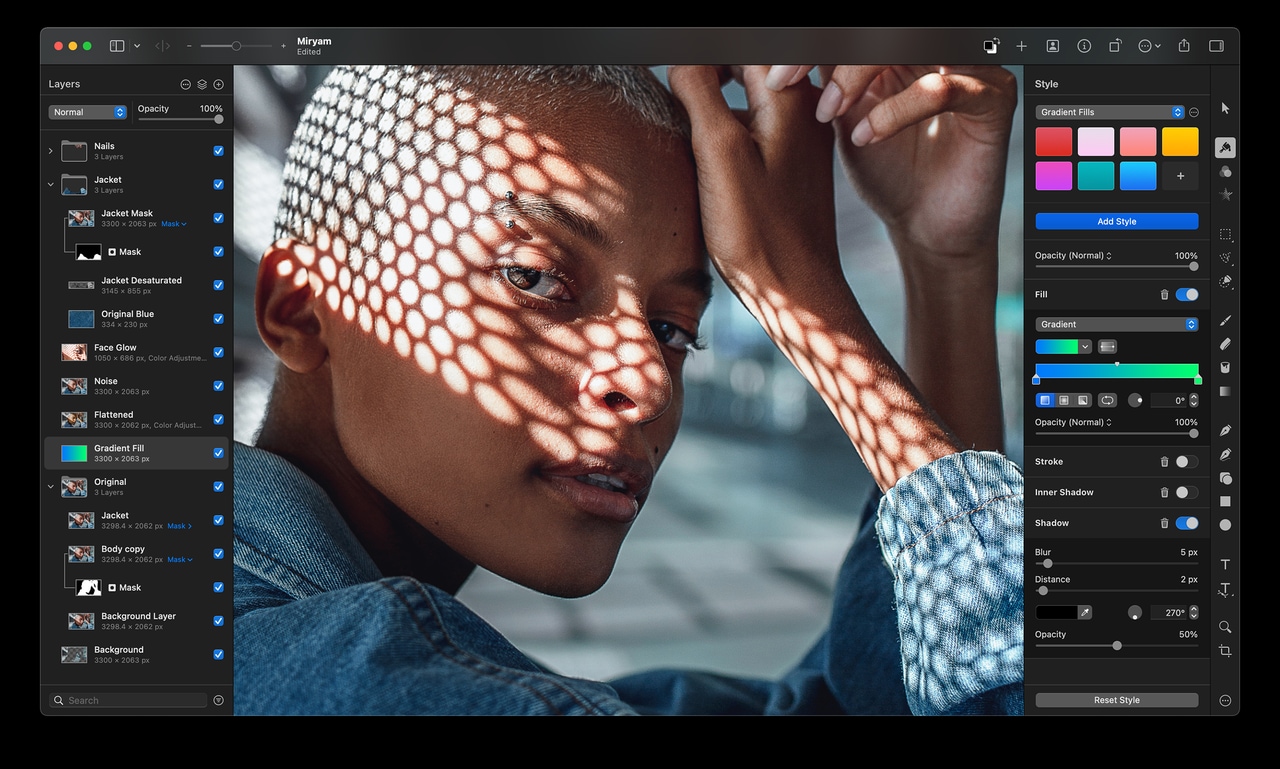 Miryam
Edited
Layers
Normal
Opacity 100%
Nails
3 Layers
Jacket
3 Layers
Jacket Mask
3300 × 2063 px Mask
Mask
Jacket Desaturated
3145 × 855 px
Original Blue
334 × 230 px
Face Glow
1050 × 686 px, Color Adjustme...
Noise
3300 × 2063 px
Flattened
3300 × 2062 px, Color Adjust...
Gradient Fill
3300 × 2063 px
Original
3 Layers
Jacket
3298.4 × 2062 px Mask
Body copy
3298.4 × 2062 px Mask
Mask
Background Layer
3298.4 × 2062 px
Background
3300 × 2063 px
Search
Style
Gradient Fills
Add Style
Opacity (Normal) 100%
Fill
Gradient
0°
Opacity (Normal) 100%
Stroke
Inner Shadow
Shadow
Blur 5 px
Distance 2 px
270°
Opacity 50%
Reset Style